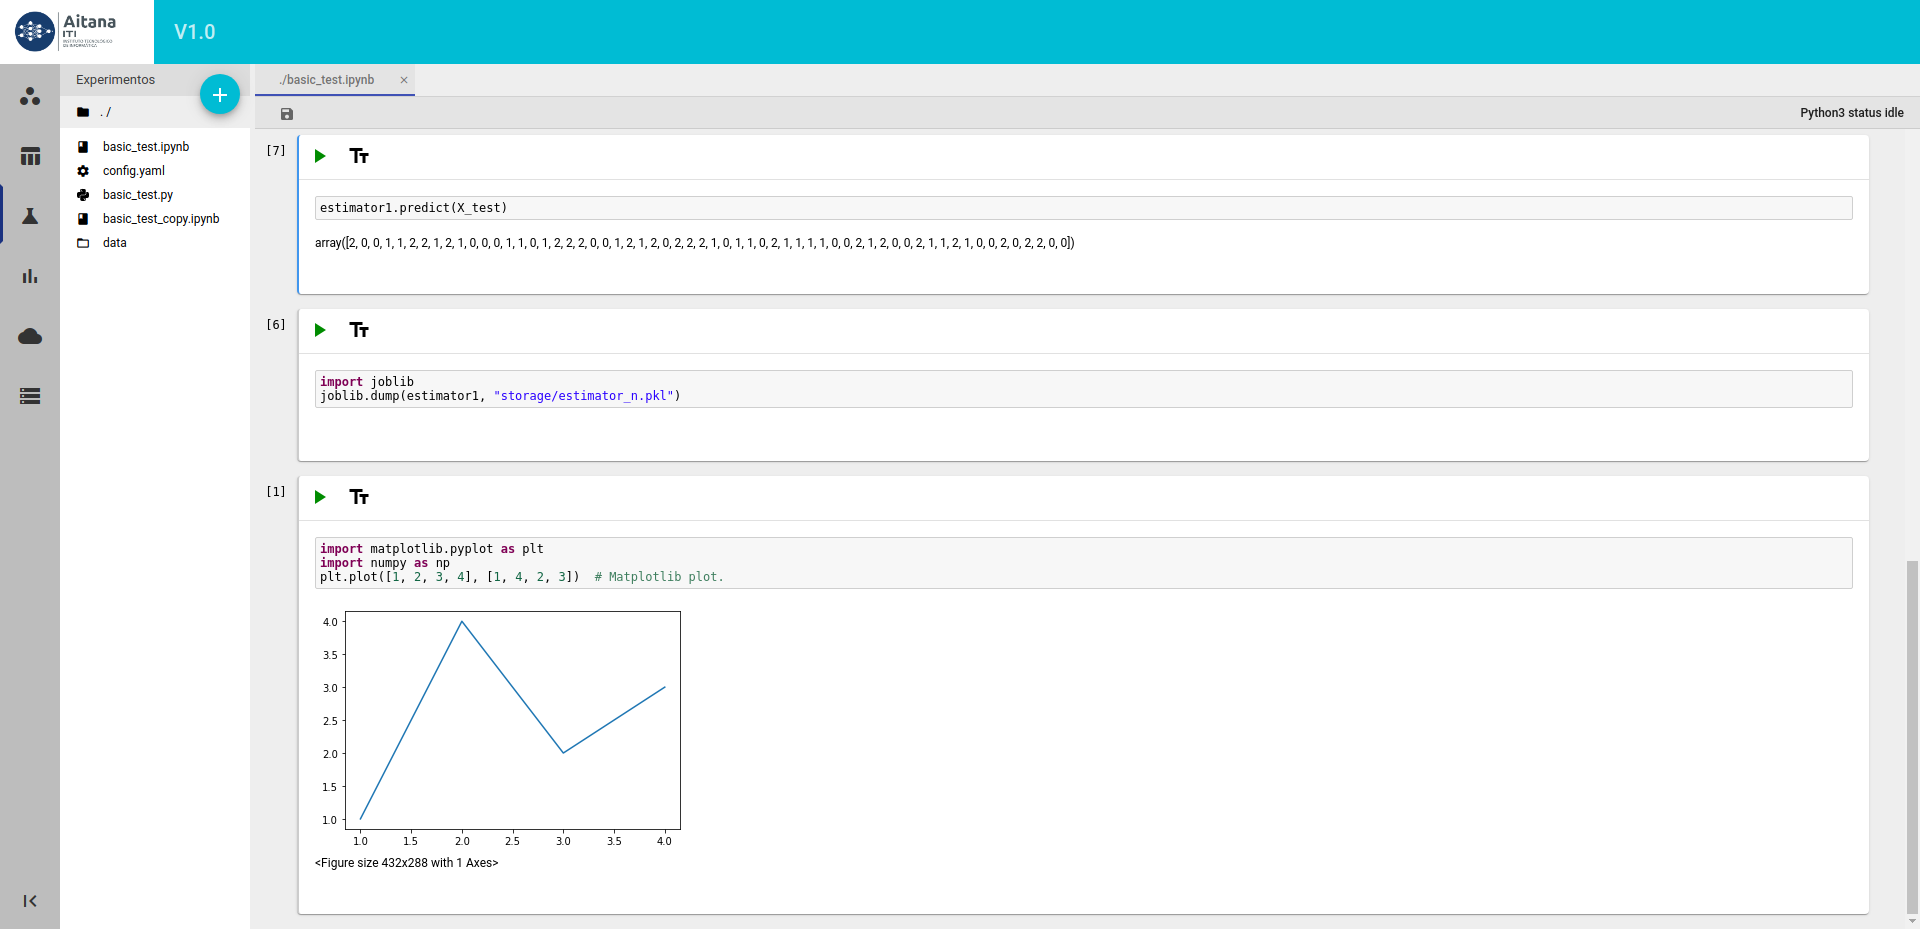 Aitana
ITI
INSTITUTO TECNOLÓGICO
DE INFORMÁTICA
V1.0
Experimentos
./
basic_test.ipynb
config.yaml
basic_test.py
basic_test_copy.ipynb
data
./basic_test.ipynb ×
Python3 status idle
[7]
estimator1.predict(X_test)
array([2, 0, 0, 1, 1, 2, 2, 1, 2, 1, 0, 0, 0, 1, 1, 0, 1, 2, 2, 2, 0, 0, 1, 2, 1, 2, 0, 2, 2, 2, 1, 0, 1, 1, 0, 2, 1, 1, 1, 1, 0, 0, 2, 1, 2, 0, 0, 2, 1, 1, 2, 1, 0, 0, 2, 0, 2, 2, 0, 0])
[6]
import joblib
joblib.dump(estimator1, "storage/estimator_n.pkl")
[1]
import matplotlib.pyplot as plt
import numpy as np
plt.plot([1, 2, 3, 4], [1, 4, 2, 3])  # Matplotlib plot.
4.0
3.5
3.0
2.5
2.0
1.5
1.0
1.0 1.5 2.0 2.5 3.0 3.5 4.0
<Figure size 432x288 with 1 Axes>